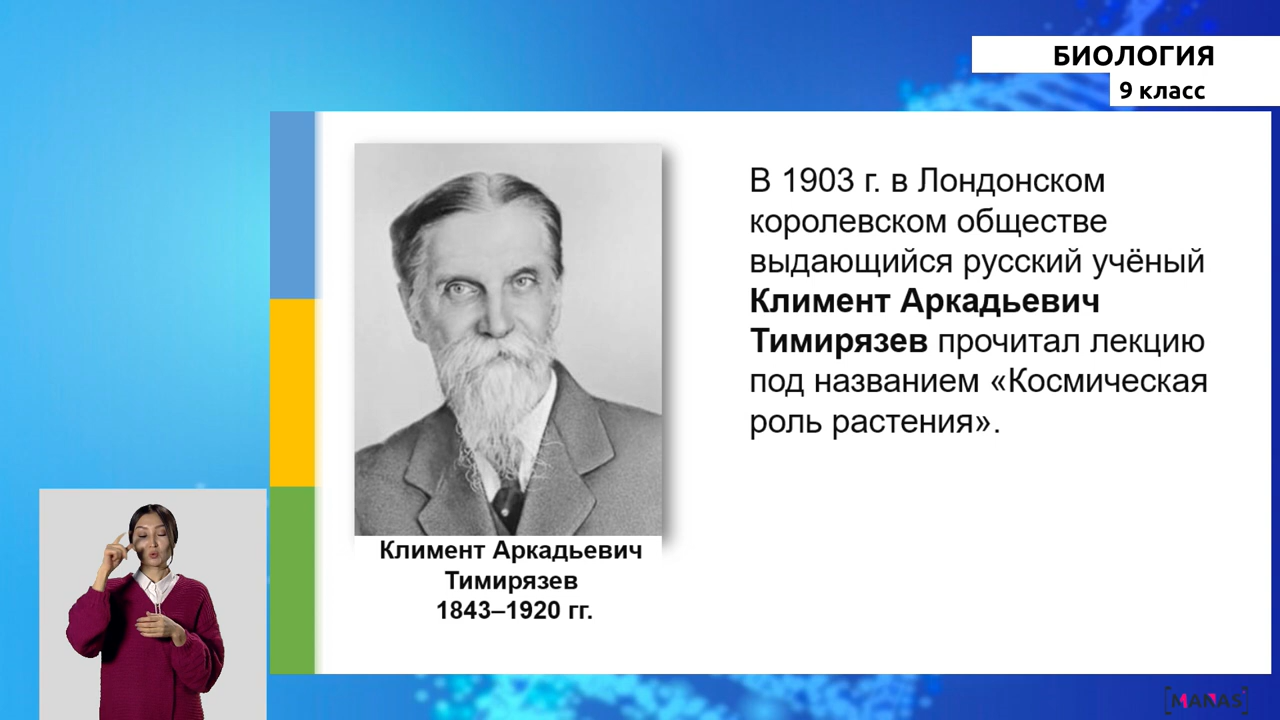 БИОЛОГИЯ
9 класс
В 1903 г. в Лондонском
королевском обществе
выдающийся русский учёный
Климент Аркадьевич
Тимирязев прочитал лекцию
под названием «Космическая
роль растения».
Климент Аркадьевич
Тимирязев
1843–1920 гг.
MANAS